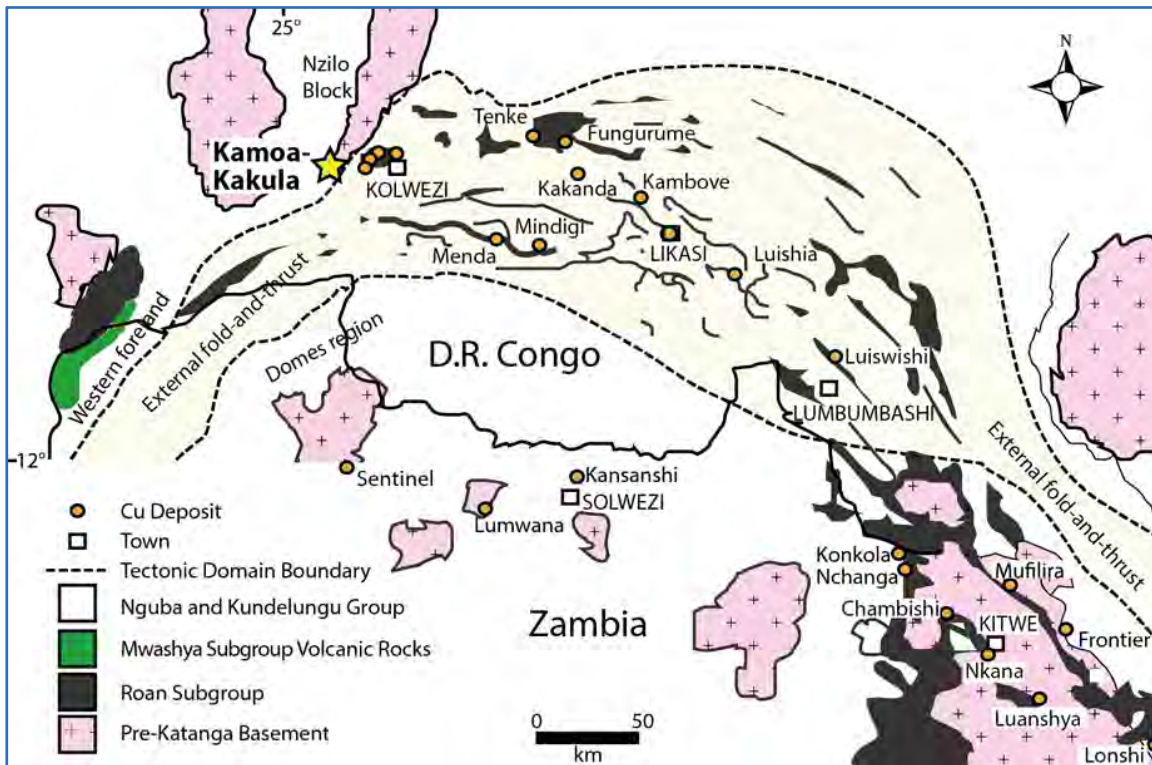 25°
N
Nzilo
Block
Tenke
Fungurume
Kamoa-
Kakula
KOLWEZI
Kakanda
Kambove
Mindigi
Menda
LIKASI
Luishia
Western foreland
External fold-and-thrust
Domes region
D.R. Congo
Luiswishi
LUMBUMBASHI
External fold-and-thrust
12°
Sentinel
Kansanshi
SOLWEZI
Lumwana
Cu Deposit
Town
Tectonic Domain Boundary
Nguba and Kundelungu Group
Mwashya Subgroup Volcanic Rocks
Roan Subgroup
Pre-Katanga Basement
Zambia
Konkola
Nchanga
Mufilira
Chambishi
KITWE
Frontier
Nkana
Luanshya
Lonshi
0 50
km